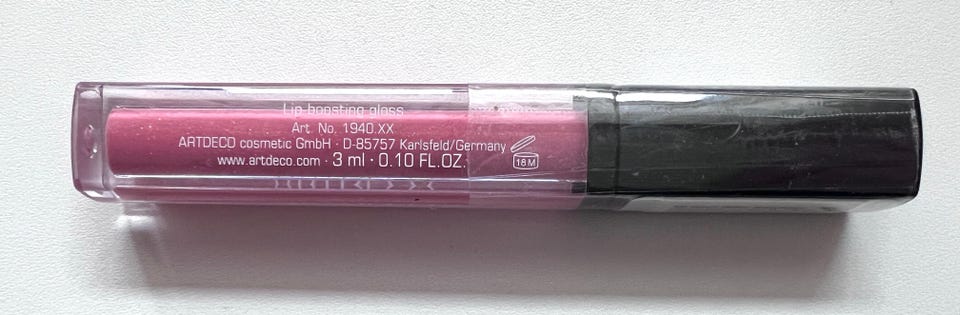 Lip-boosting gloss
Art. No. 1940.XX
ARTDECO cosmetic GmbH · D-85757 Karlsfeld/Germany
www.artdeco.com · 3 ml · 0.10 FL.OZ.
18M